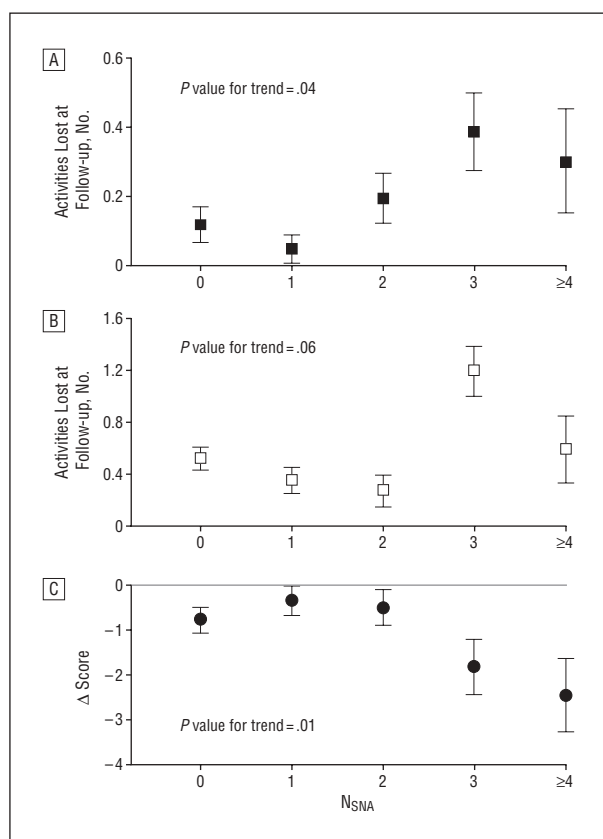 A
0.6
0.4
0.2
0
Activities Lost at
Follow-up, No.
P value for trend = .04
0 1 2 3 ≥4
B
1.6
1.2
0.8
0.4
0
Activities Lost at
Follow-up, No.
P value for trend = .06
0 1 2 3 ≥4
C
0
−1
−2
−3
−4
Δ Score
P value for trend = .01
0 1 2 3 ≥4
NSNA